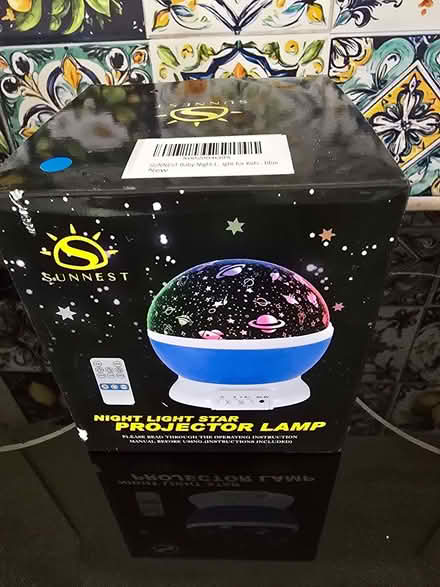 SUNNEST
SUNNEST Baby Night L
ight for Kids
New
SUNNEST
NIGHT LIGHT STAR
PROJECTOR LAMP
PLEASE READ THROUGH THE OPERATING INSTRUCTION
MANUAL BEFORE USING.(INSTRUCTIONS INCLUDED)